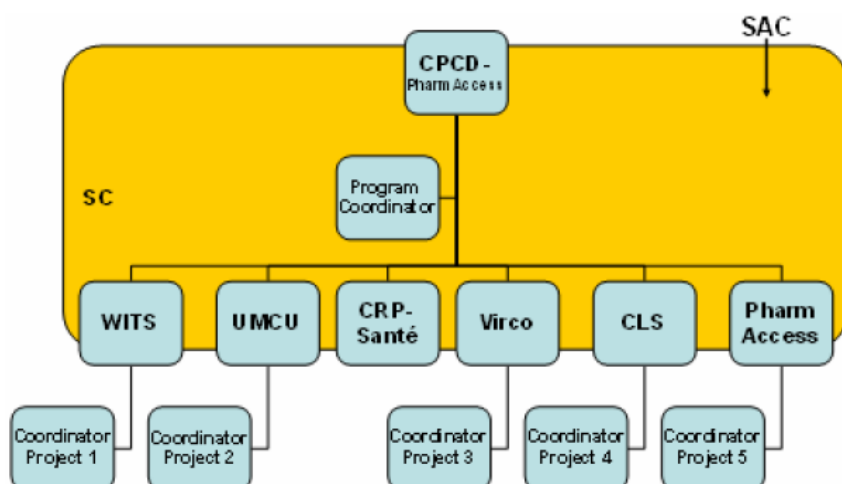 SAC
CPCD -
Pharm Access
Program
Coordinator
SC
WITS
UMCU
CRP-
Santé
Virco
CLS
Pharm
Access
Coordinator
Project 1
Coordinator
Project 2
Coordinator
Project 3
Coordinator
Project 4
Coordinator
Project 5